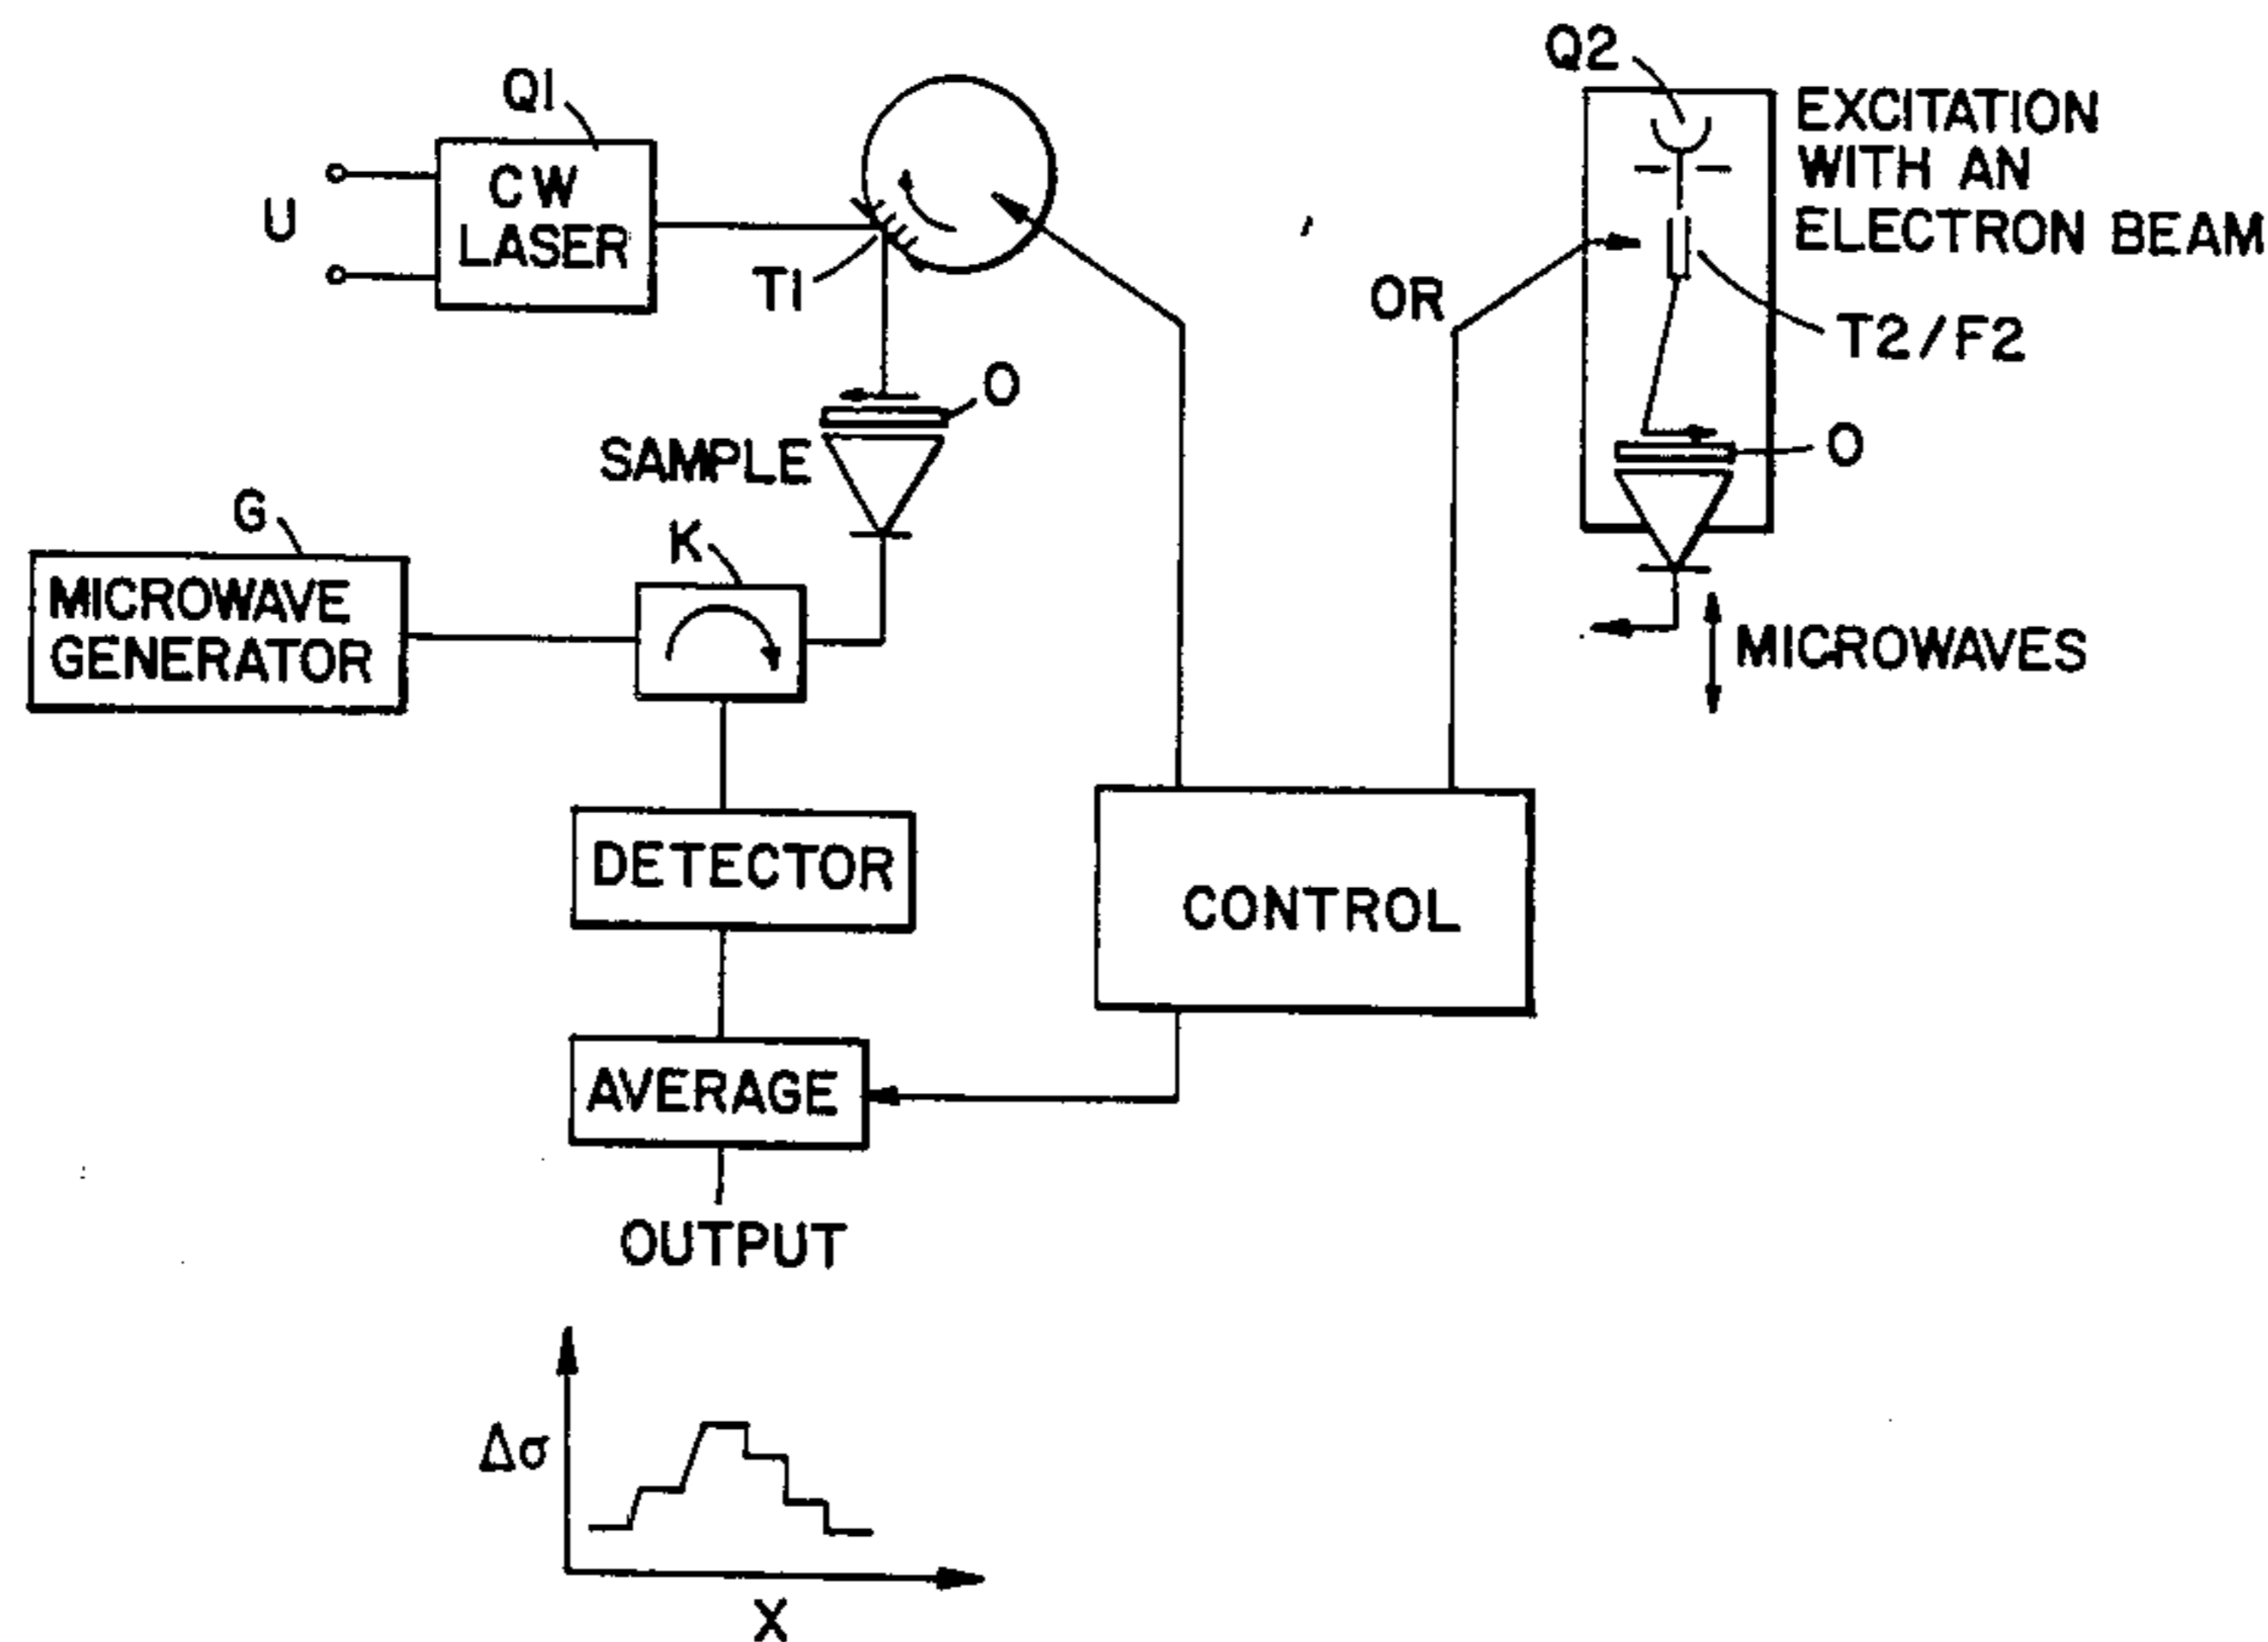 Q1
CW
LASER
U
T1
O
SAMPLE
G
MICROWAVE
GENERATOR
K
DETECTOR
AVERAGE
OUTPUT
Δσ
X
CONTROL
OR
Q2
EXCITATION
WITH AN
ELECTRON BEAM
T2/F2
O
MICROWAVES